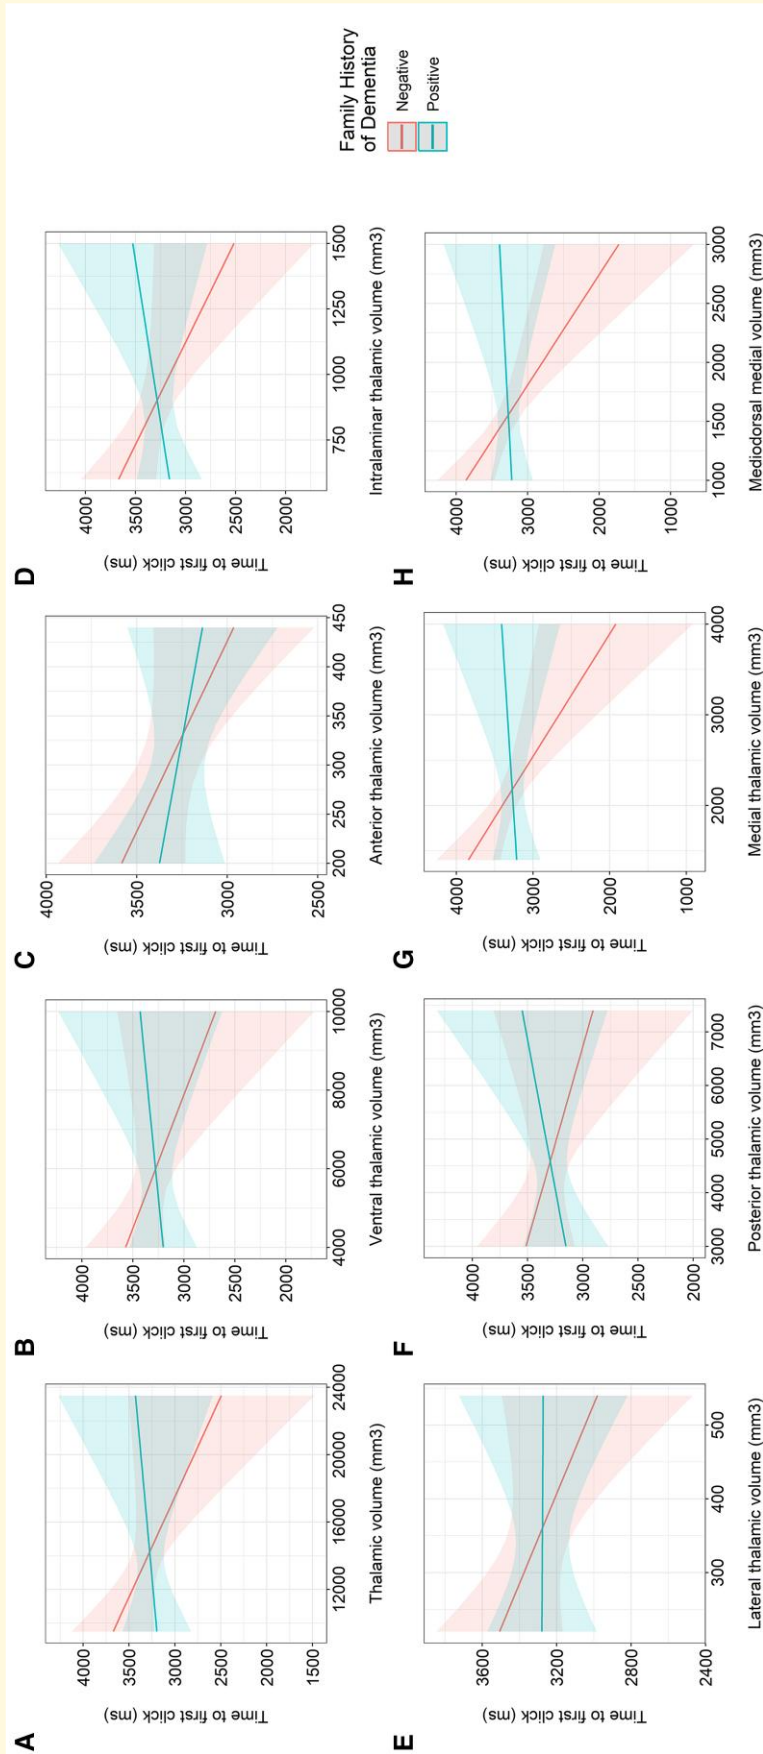 A
Time to first click (ms)
4000
3500
3000
2500
2000
1500
12000
16000
20000
24000
Thalamic volume (mm3)
B
Time to first click (ms)
4000
3500
3000
2500
2000
4000
6000
8000
10000
Ventral thalamic volume (mm3)
C
Time to first click (ms)
4000
3500
3000
2500
200
250
300
350
400
450
Anterior thalamic volume (mm3)
D
Time to first click (ms)
4000
3500
3000
2500
2000
750
1000
1250
1500
Intralaminar thalamic volume (mm3)
Family History
of Dementia
Negative
Positive
E
Time to first click (ms)
3600
3200
2800
2400
300
400
500
Lateral thalamic volume (mm3)
F
Time to first click (ms)
4000
3500
3000
2500
2000
3000
4000
5000
6000
7000
Posterior thalamic volume (mm3)
G
Time to first click (ms)
4000
3000
2000
1000
2000
3000
4000
Medial thalamic volume (mm3)
H
Time to first click (ms)
4000
3000
2000
1000
1000
1500
2000
2500
3000
Mediodorsal medial volume (mm3)